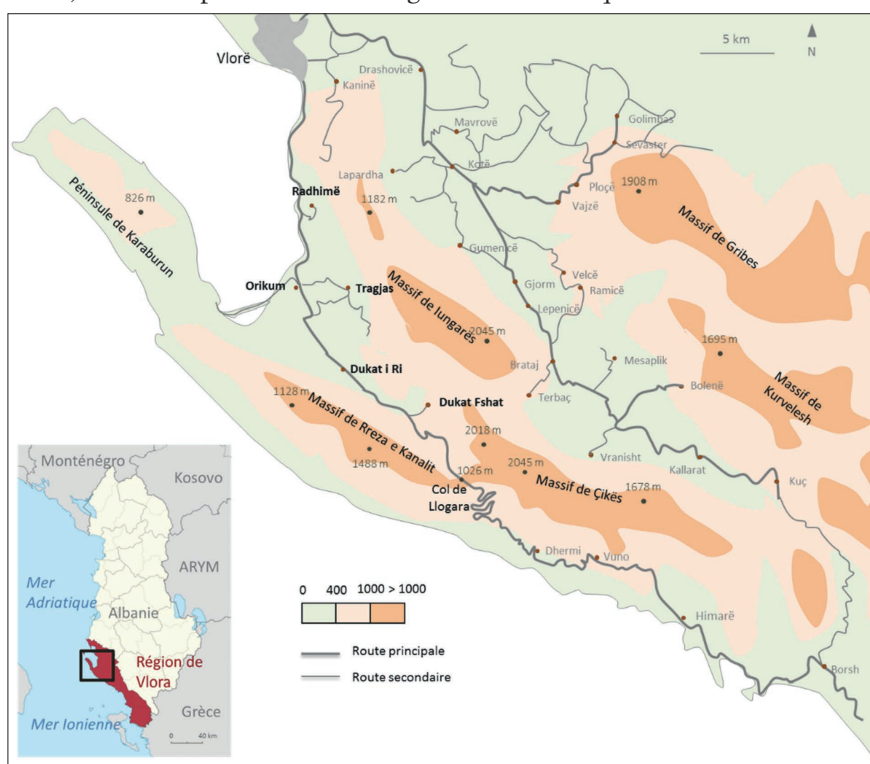 Vlorë
Drashovicë
Kaninë
5 km
N
Mavrovë
Golimbas
Sevaster
Kotë
Lapardha
Ploçë
1908 m
Vajzë
Massif de Gribes
Radhimë
1182 m
826 m
Péninsule de Karaburun
Gumenicë
Velcë
Ramicë
Gjorm
Lepenicë
Orikum
Tragjas
Massif de lungarës
2045 m
1695 m
Brataj
Mesaplik
Massif de
Kurvelesh
Dukat i Ri
Terbaç
Bolenë
1128 m
Dukat Fshat
Massif de Rreza e Kanalit
2018 m
1488 m
Vranisht
Kallarat
2045 m
Massif de Çikës
1678 m
1026 m
Col de
Llogara
Kuç
Dhermi
Vuno
Himarë
Borsh
0 400 1000 > 1000
Route principale
Route secondaire
Monténégro
Kosovo
ARYM
Mer
Adriatique
Albanie
Région de
Vlora
Grèce
Mer Ionienne
40 km